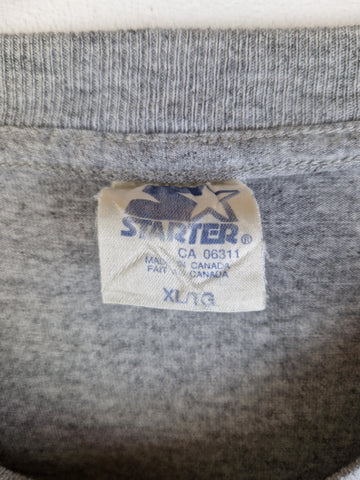 STARTER®
CA 06311
MADE IN CANADA
FAIT AU CANADA
XL/TG